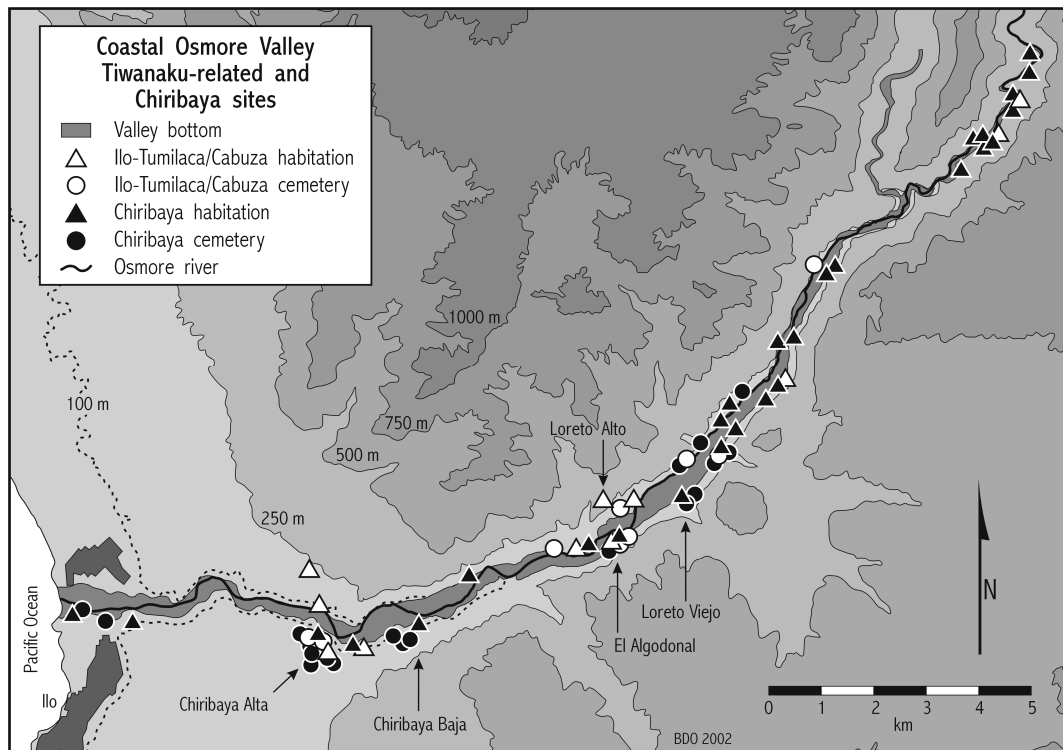 Coastal Osmore Valley
Tiwanaku-related and
Chiribaya sites
Valley bottom
Ilo-Tumilaca/Cabuza habitation
Ilo-Tumilaca/Cabuza cemetery
Chiribaya habitation
Chiribaya cemetery
Osmore river
1000 m
100 m
750 m
Loreto Alto
500 m
250 m
N
Pacific Ocean
Loreto Viejo
El Algodonal
Ilo
Chiribaya Alta
Chiribaya Baja
0 1 2 3 4 5
km
BDO 2002